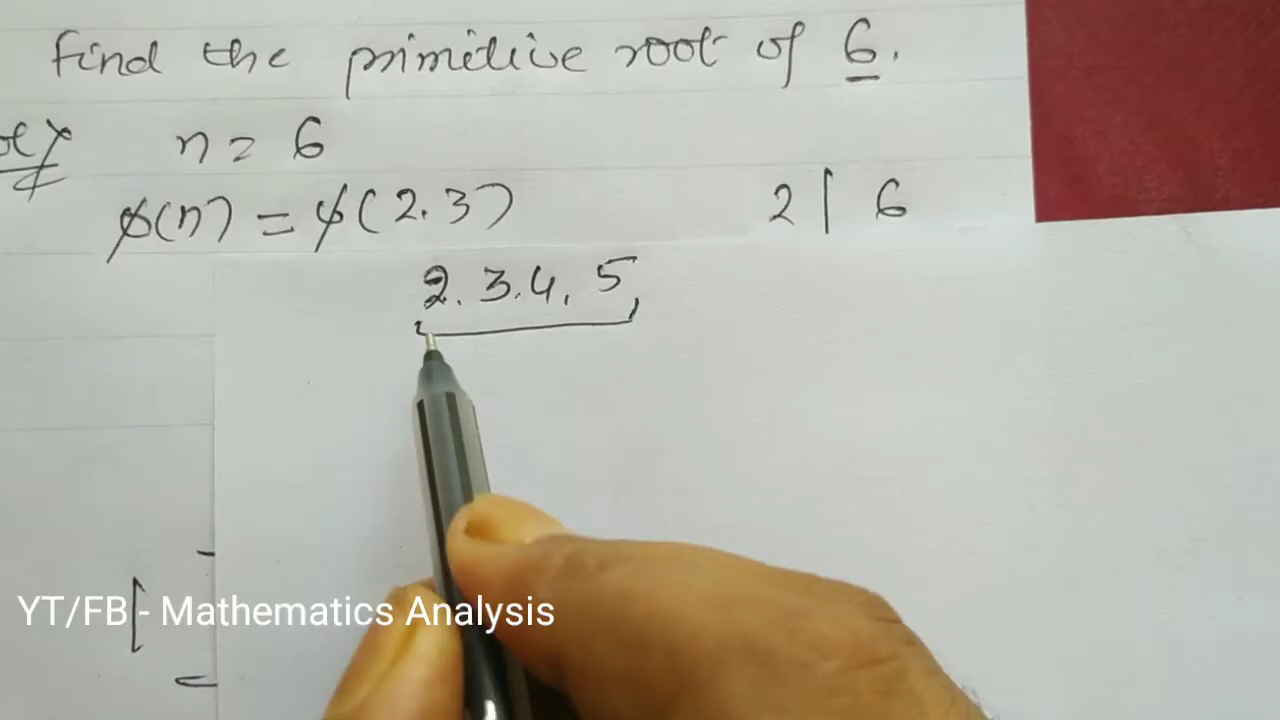 Find the primitive root of 6.
n = 6
φ(n) = φ(2.3) 2 | 6
2. 3. 4, 5,
YT/FB - Mathematics Analysis